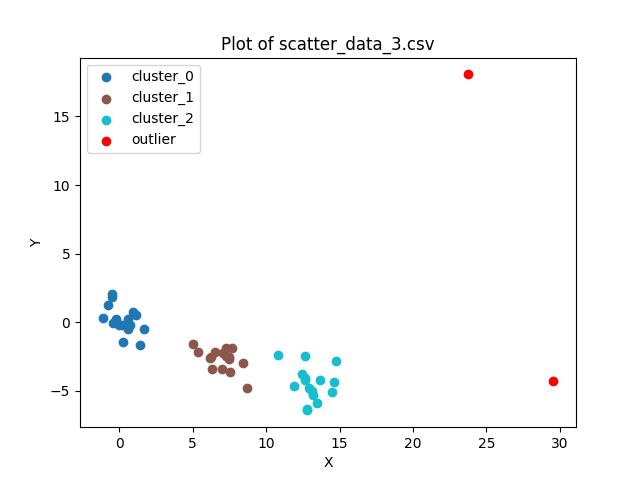 Plot of scatter_data_3.csv
cluster_0
cluster_1
cluster_2
outlier
Y
15
10
5
0
−5
0 5 10 15 20 25 30
X